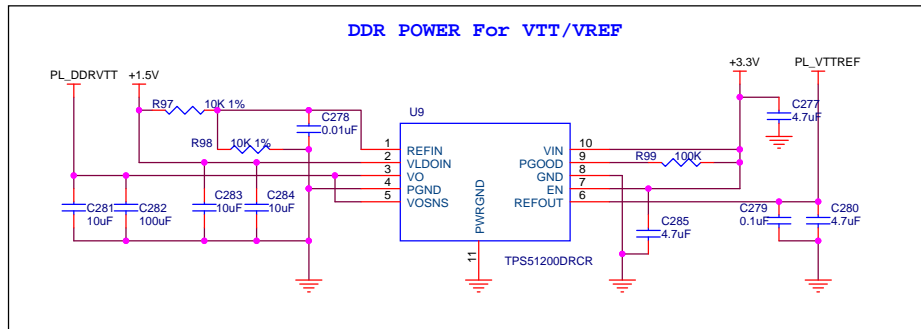 DDR POWER For VTT/VREF
PL_DDRVTT
+1.5V
+3.3V
PL_VTTREF
R97
10K 1%
C278
0.01uF
U9
C277
4.7uF
R98
10K 1%
1
REFIN
VIN
10
2
VLDOIN
PGOOD
9
R99
100K
3
VO
GND
8
4
PGND
EN
7
5
VOSNS
REFOUT
6
PWRGND
11
TPS51200DRCR
C281
10uF
C282
100uF
C283
10uF
C284
10uF
C285
4.7uF
C279
0.1uF
C280
4.7uF